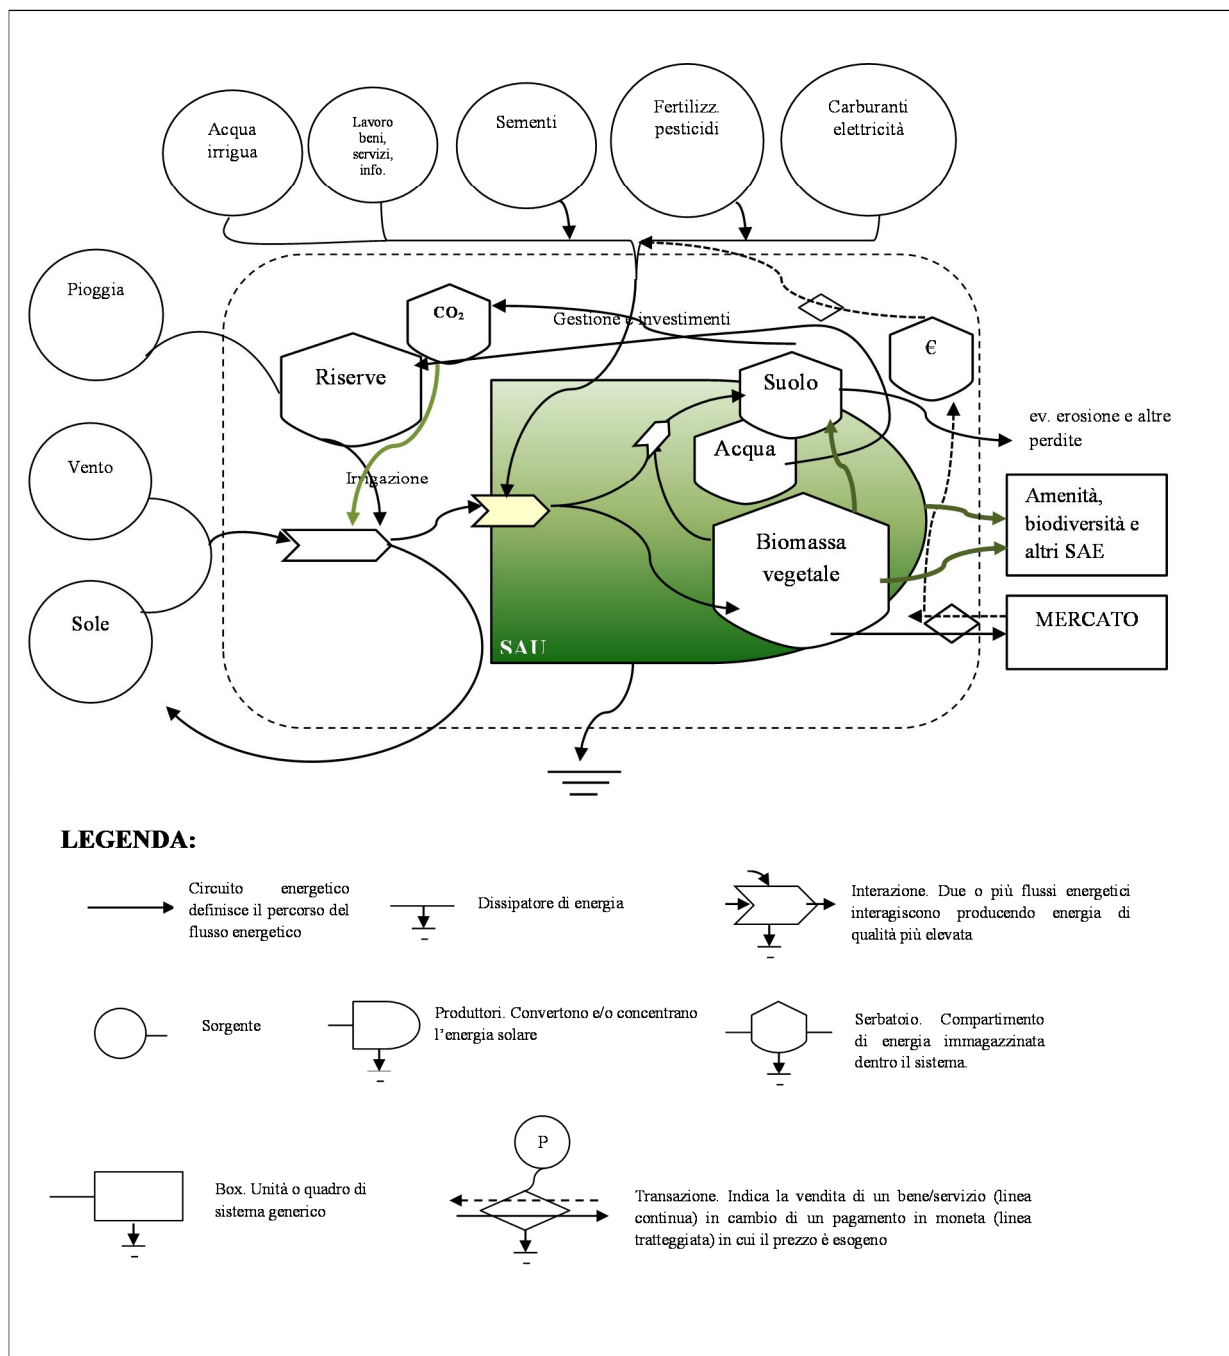 Acqua
irrigua
Lavoro
beni,
servizi,
info.
Sementi
Fertilizz.
pesticidi
Carburanti
elettricità
Pioggia
CO₂
Gestione e investimenti
€
Riserve
Suolo
ev. erosione e altre
perdite
Vento
Irrigazione
Acqua
Amenità,
biodiversità e
altri SAE
Biomassa
vegetale
Sole
SAU
MERCATO
LEGENDA:
Circuito energetico
definisce il percorso del
flusso energetico
Dissipatore di energia
Interazione. Due o più flussi energetici
interagiscono producendo energia di
qualità più elevata
Sorgente
Produttori. Convertono e/o concentrano
l'energia solare
Serbatoio. Compartimento
di energia immagazzinata
dentro il sistema.
Box. Unità o quadro di
sistema generico
P
Transazione. Indica la vendita di un bene/servizio (linea
continua) in cambio di un pagamento in moneta (linea
tratteggiata) in cui il prezzo è esogeno